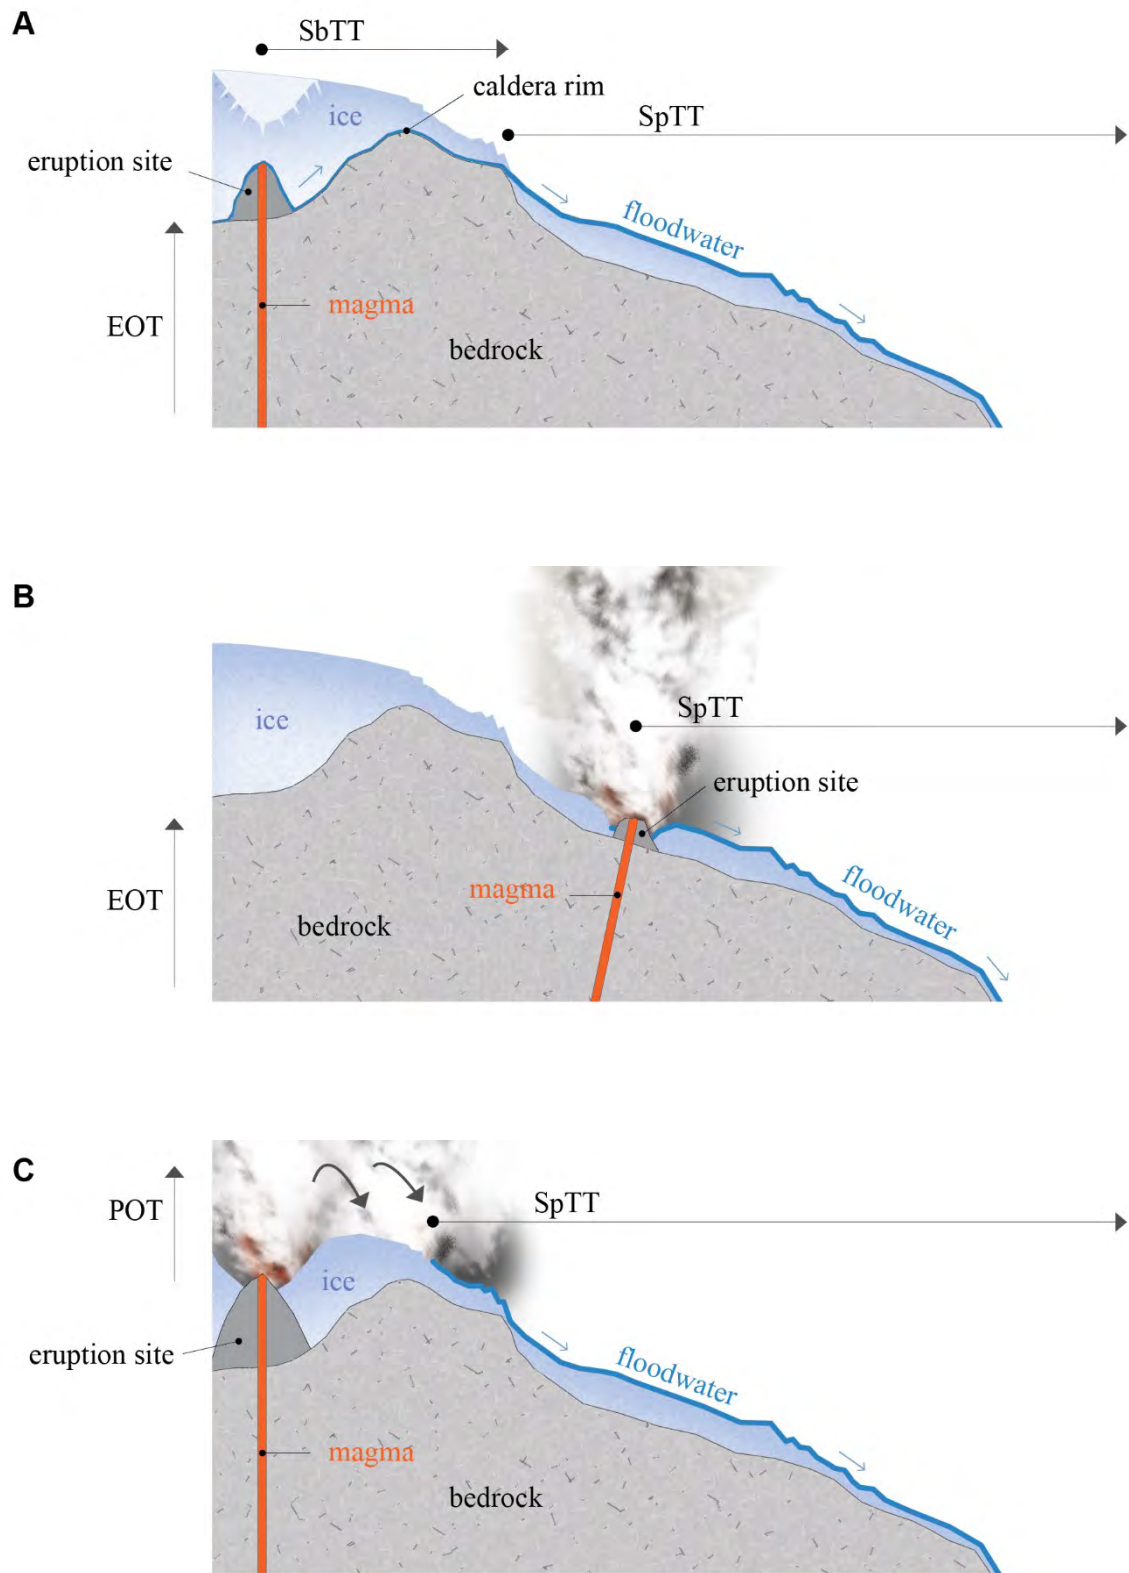 A
SbTT
caldera rim
SpTT
ice
eruption site
floodwater
EOT
magma
bedrock
B
SpTT
ice
eruption site
magma
floodwater
EOT
bedrock
C
POT
SpTT
ice
eruption site
floodwater
magma
bedrock